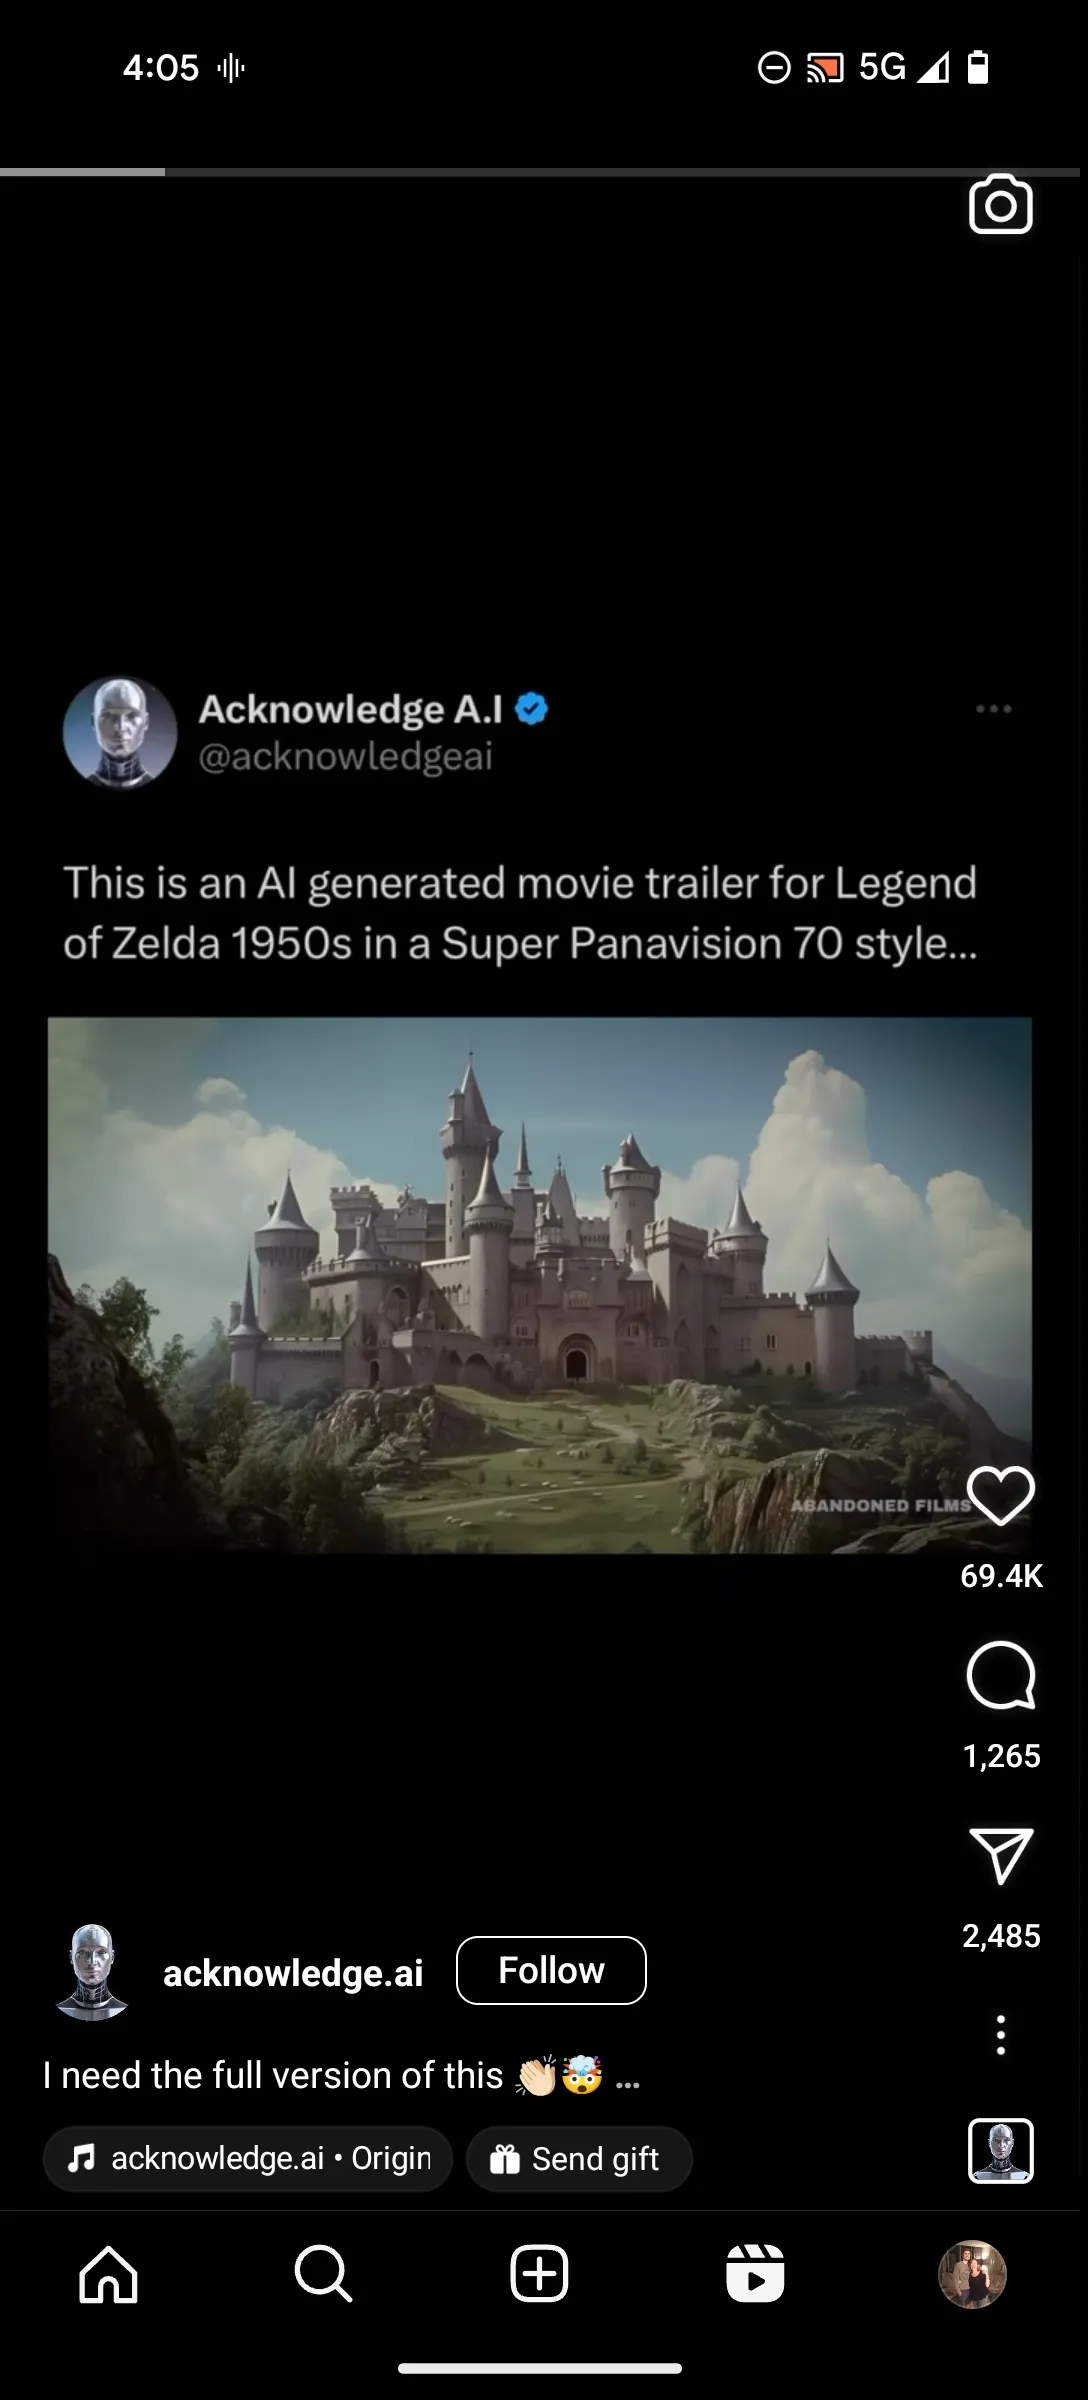 4:05
5G
Acknowledge A.I
@acknowledgeai
This is an AI generated movie trailer for Legend
of Zelda 1950s in a Super Panavision 70 style...
ABANDONED FILMS
69.4K
1,265
2,485
acknowledge.ai
Follow
I need the full version of this 👏🏻🤯 ...
acknowledge.ai • Origin
Send gift